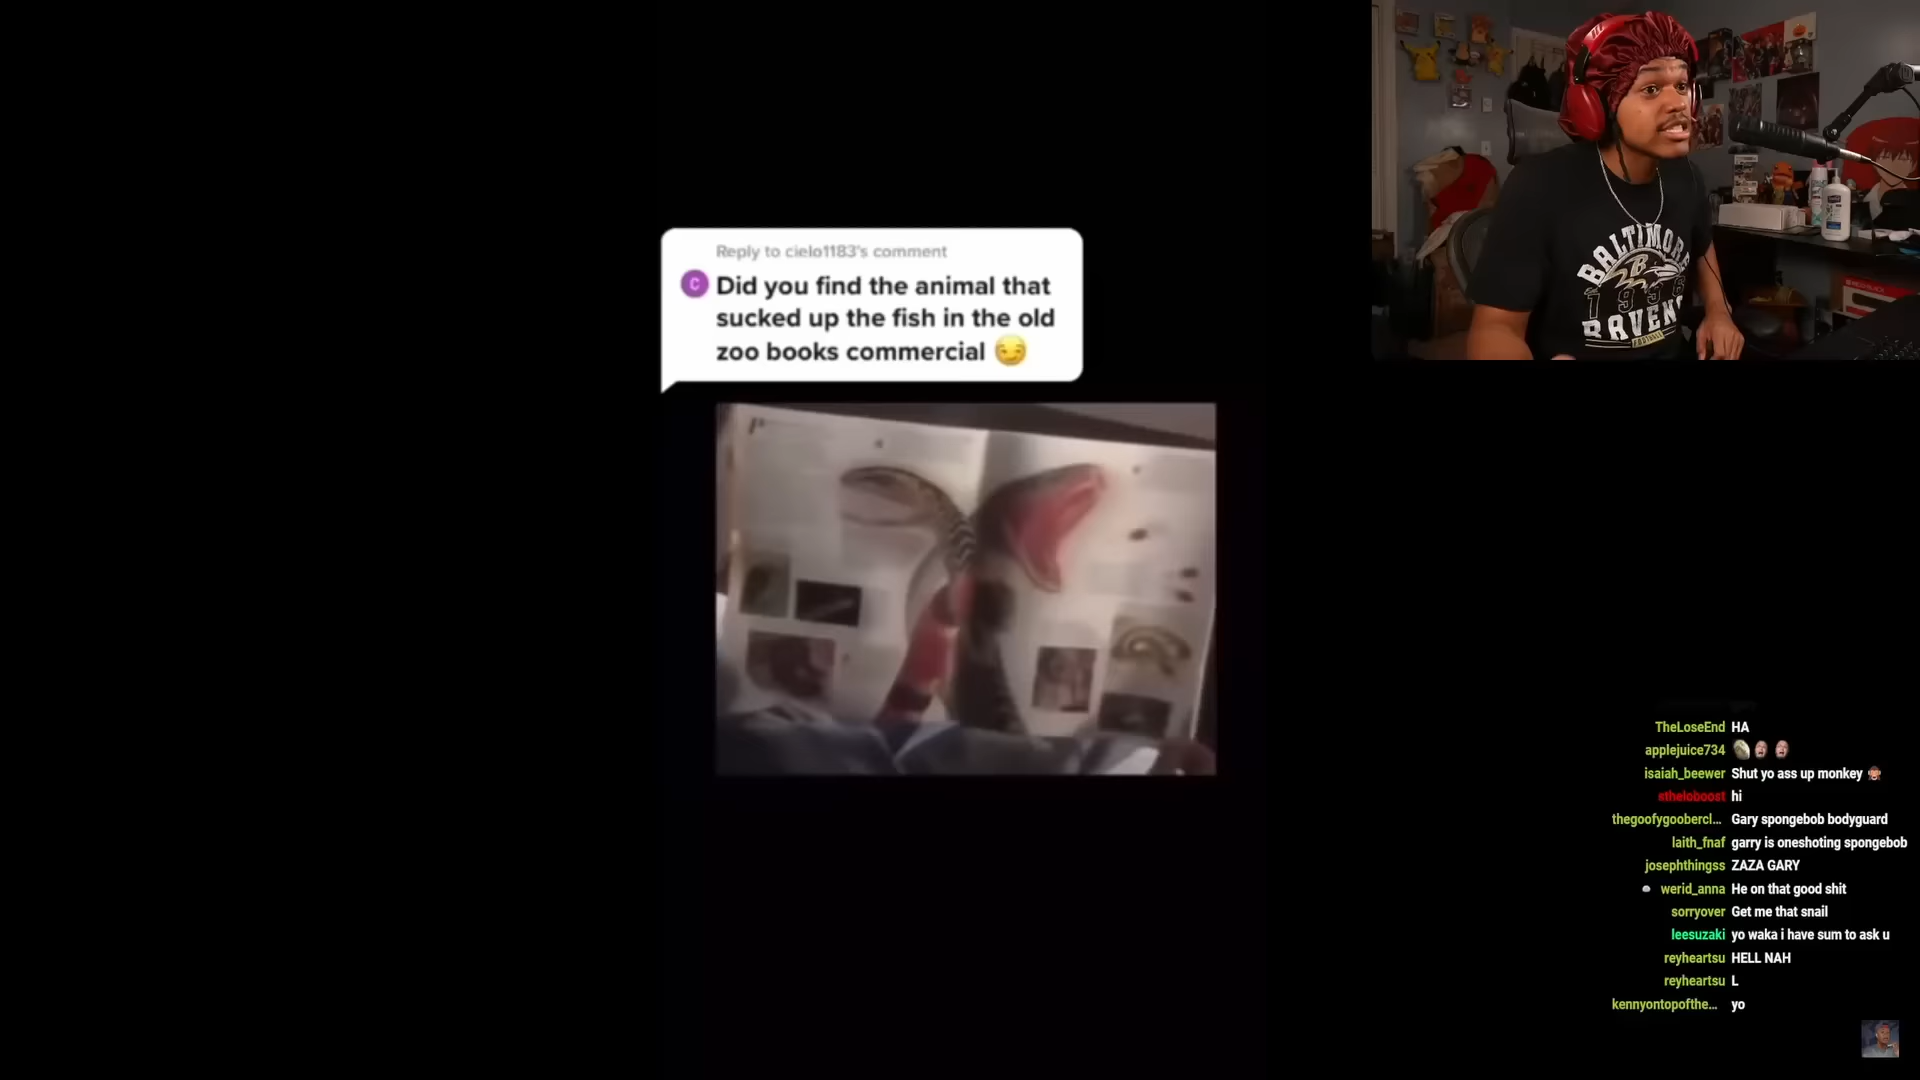 Reply to cielo1183's comment
C
Did you find the animal that
sucked up the fish in the old
zoo books commercial 😏
BALTIMORE
B
1996
RAVENS
TheLoseEnd HA
applejuice734
isaiah_beewer Shut yo ass up monkey 🙊
stheloboost hi
thegoofygoobercl... Gary spongebob bodyguard
laith_fnaf garry is oneshoting spongebob
josephthingss ZAZA GARY
werid_anna He on that good shit
sorryover Get me that snail
leesuzaki yo waka i have sum to ask u
reyheartsu HELL NAH
reyheartsu L
kennyontopofthe... yo